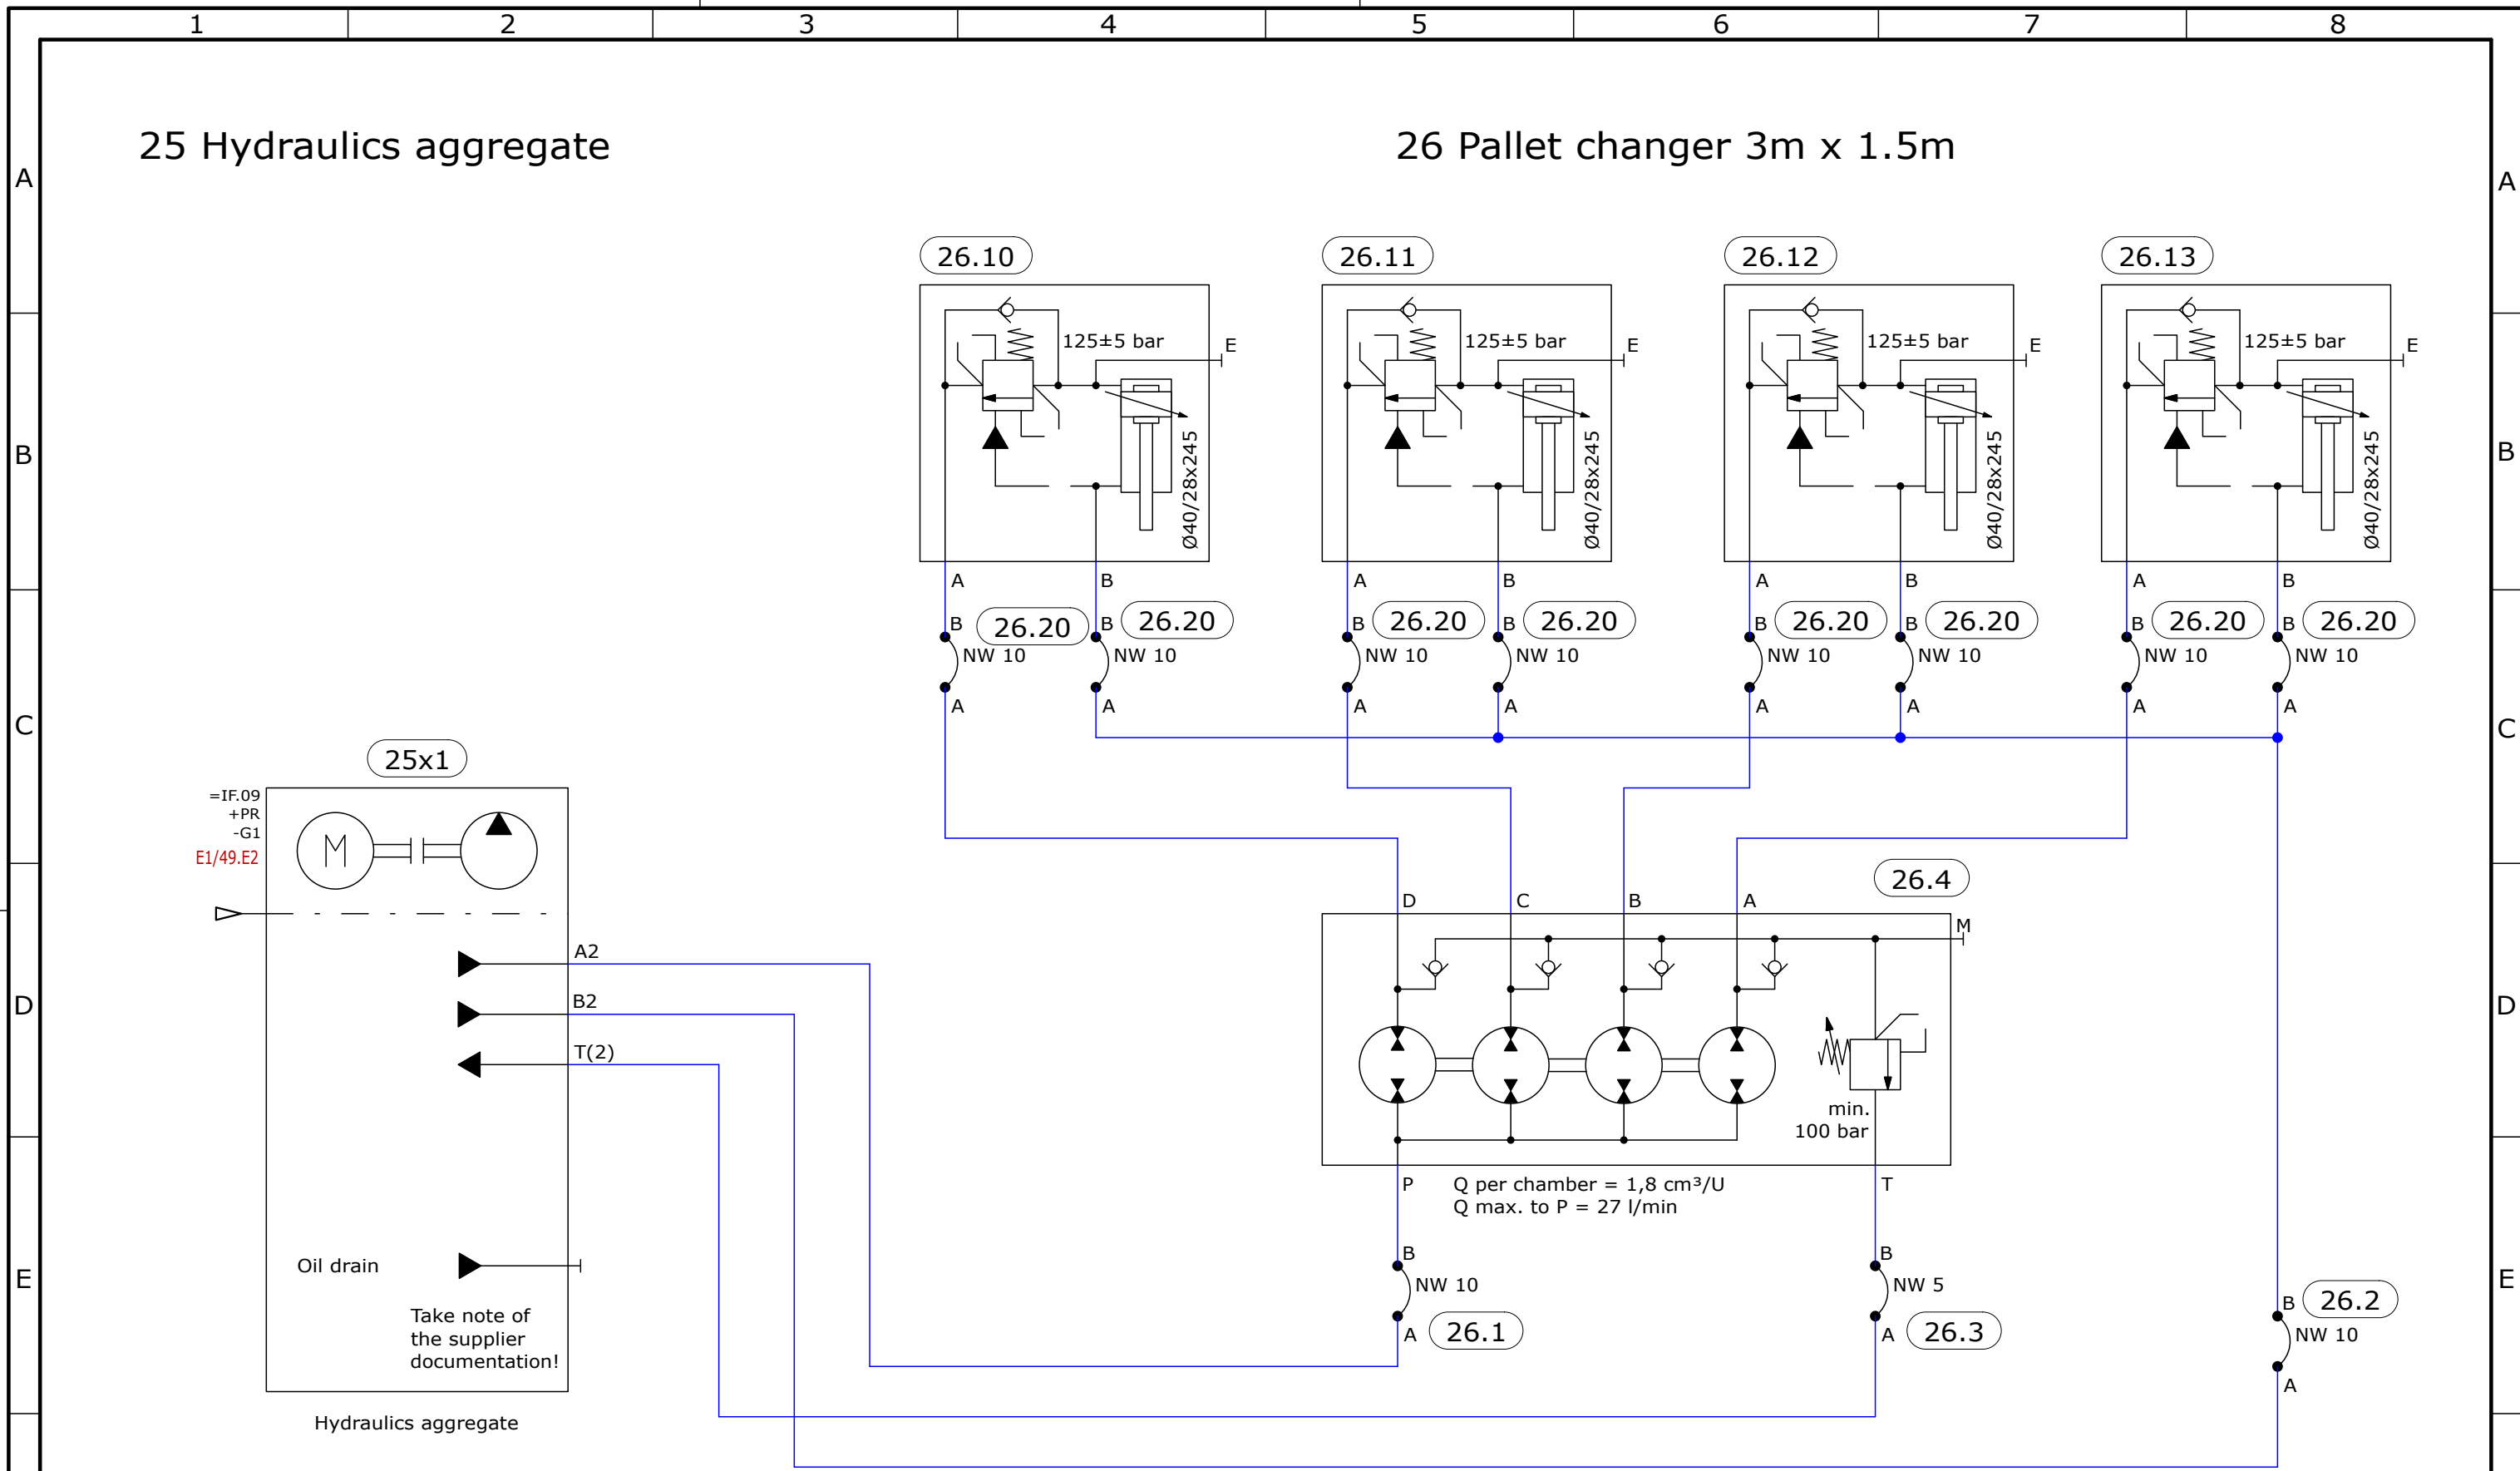 1 2 3 4 5 6 7 8
25 Hydraulics aggregate
26 Pallet changer 3m x 1.5m
A A
26.10 26.11 26.12 26.13
125±5 bar E 125±5 bar E 125±5 bar E 125±5 bar E
B B
Ø40/28x245 Ø40/28x245 Ø40/28x245 Ø40/28x245
A B A B A B A B
B 26.20 B 26.20 B 26.20 B 26.20 B 26.20 B 26.20 B 26.20 B 26.20
NW 10 NW 10 NW 10 NW 10 NW 10 NW 10 NW 10 NW 10
A A A A A A A A
C C
25x1
=IF.09
+PR
-G1
E1/49.E2
M
26.4
D C B A
M
A2
B2
T(2)
D D
min.
100 bar
P T
Q per chamber = 1,8 cm³/U
Q max. to P = 27 l/min
Oil drain
B B
NW 10 NW 5
A 26.1 A 26.3
E E
B 26.2
NW 10
A
Take note of
the supplier
documentation!
Hydraulics aggregate